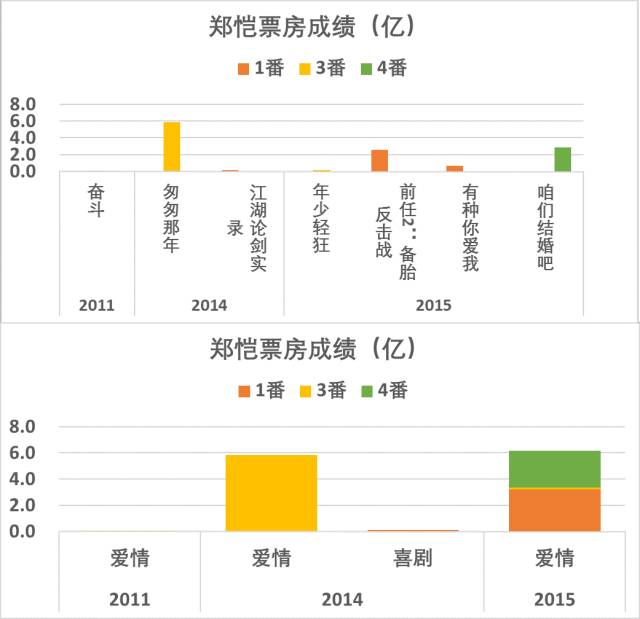 郑恺票房成绩（亿）
1番 3番 4番
8.0
6.0
4.0
2.0
0.0
奋斗
匆匆那年
江湖论剑实录
年少轻狂
前任2：备胎反击战
有种你爱我
咱们结婚吧
2011 2014 2015
郑恺票房成绩（亿）
1番 3番 4番
8.0
6.0
4.0
2.0
0.0
爱情 爱情 喜剧 爱情
2011 2014 2015